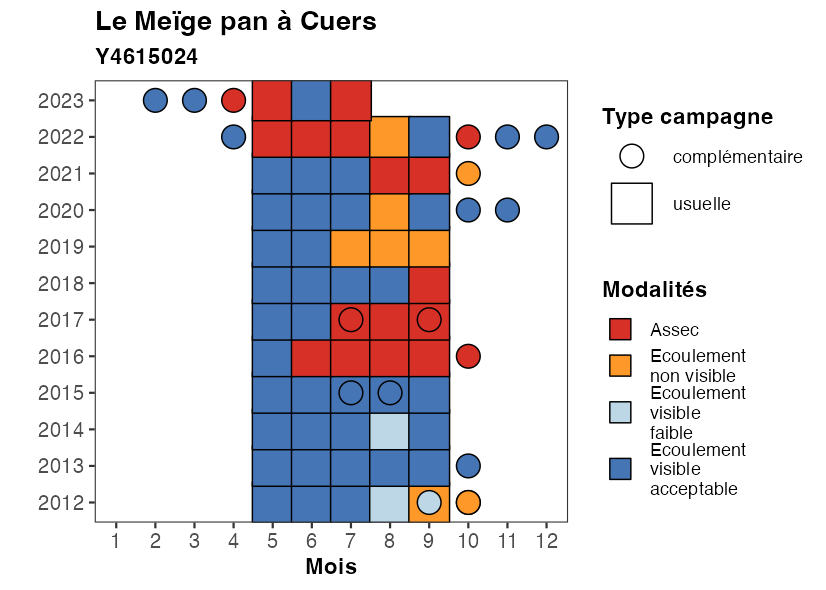 Le Meïge pan à Cuers
Y4615024
2023
2022
2021
2020
2019
2018
2017
2016
2015
2014
2013
2012
1 2 3 4 5 6 7 8 9 10 11 12
Mois
Type campagne
complémentaire
usuelle
Modalités
Assec
Ecoulement
non visible
Ecoulement
visible
faible
Ecoulement
visible
acceptable